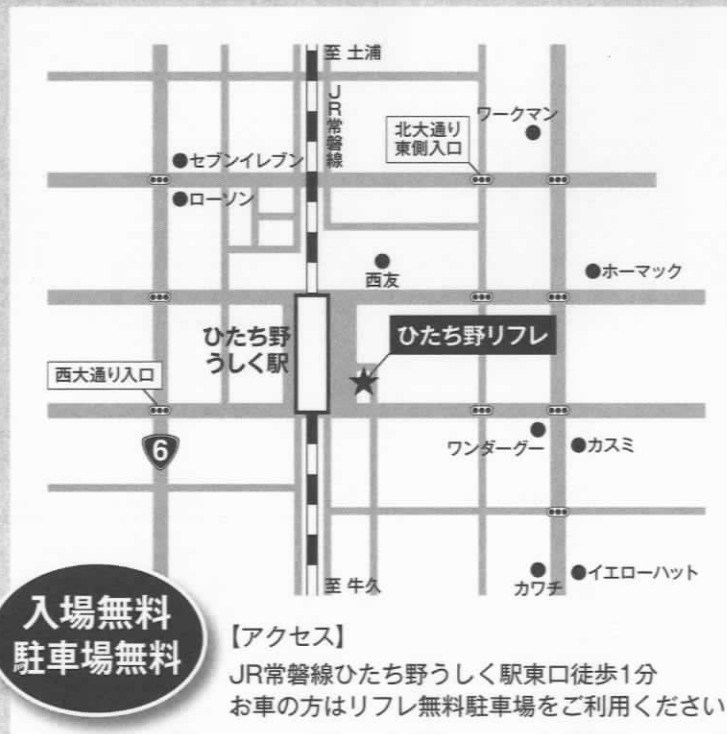 至 土浦
JR常磐線
ワークマン
北大通り
東側入口
●セブンイレブン
●ローソン
西友
●ホーマック
ひたち野
うしく駅
ひたち野リフレ
★
西大通り入口
6
ワンダーグー
●カスミ
カワチ
●イエローハット
至 牛久
入場無料
駐車場無料
【アクセス】
JR常磐線ひたち野うしく駅東口徒歩1分
お車の方はリフレ無料駐車場をご利用ください